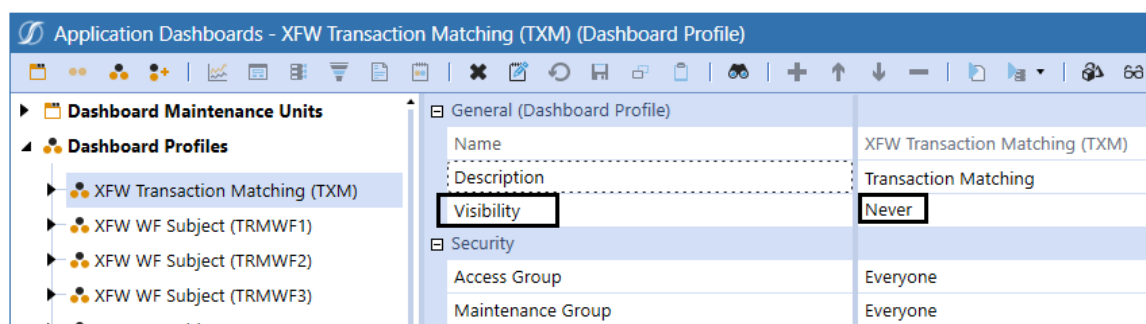 Application Dashboards - XFW Transaction Matching (TXM) (Dashboard Profile)
Dashboard Maintenance Units
Dashboard Profiles
XFW Transaction Matching (TXM)
XFW WF Subject (TRMWF1)
XFW WF Subject (TRMWF2)
XFW WF Subject (TRMWF3)
General (Dashboard Profile)
Name XFW Transaction Matching (TXM)
Description Transaction Matching
Visibility Never
Security
Access Group Everyone
Maintenance Group Everyone